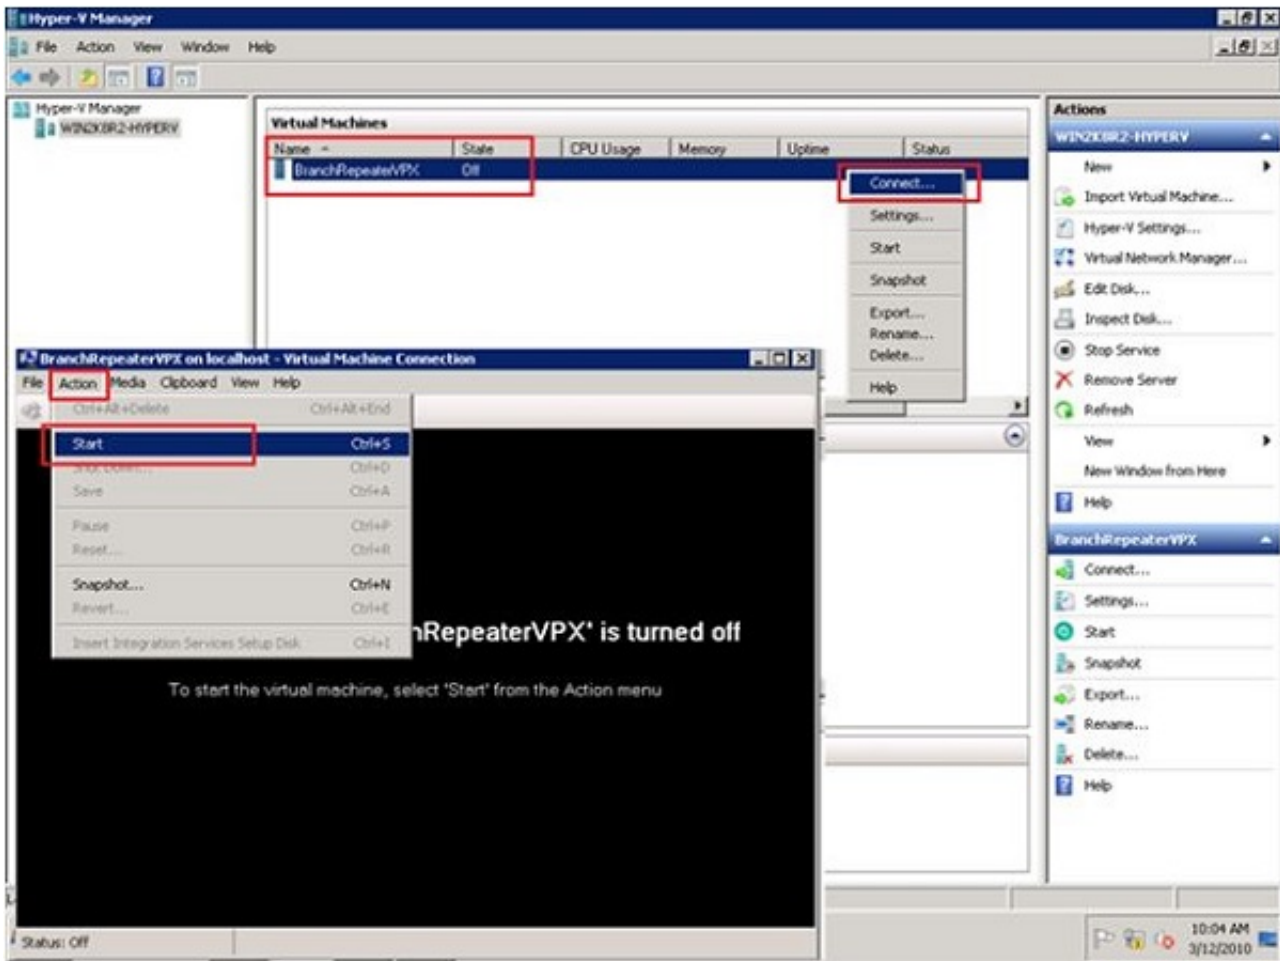 Hyper-V Manager
File Action View Window Help
Hyper-V Manager
WIN2K8R2-HYPERV
Virtual Machines
Name State CPU Usage Memory Uptime Status
BranchRepeaterVPX Off
Connect...
Settings...
Start
Snapshot
Export...
Rename...
Delete...
Help
Actions
WIN2K8R2-HYPERV
New
Import Virtual Machine...
Hyper-V Settings...
Virtual Network Manager...
Edit Disk...
Inspect Disk...
Stop Service
Remove Server
Refresh
View
New Window from Here
Help
BranchRepeaterVPX
Connect...
Settings...
Start
Snapshot
Export...
Rename...
Delete...
Help
BranchRepeaterVPX on localhost - Virtual Machine Connection
File Action Media Clipboard View Help
Ctrl+Alt+Delete Ctrl+Alt+End
Start Ctrl+S
Shut Down... Ctrl+D
Save Ctrl+A
Pause Ctrl+P
Reset... Ctrl+R
Snapshot... Ctrl+N
Revert... Ctrl+E
Insert Integration Services Setup Disk Ctrl+I
hRepeaterVPX' is turned off
To start the virtual machine, select 'Start' from the Action menu
Status: Off
10:04 AM
3/12/2010